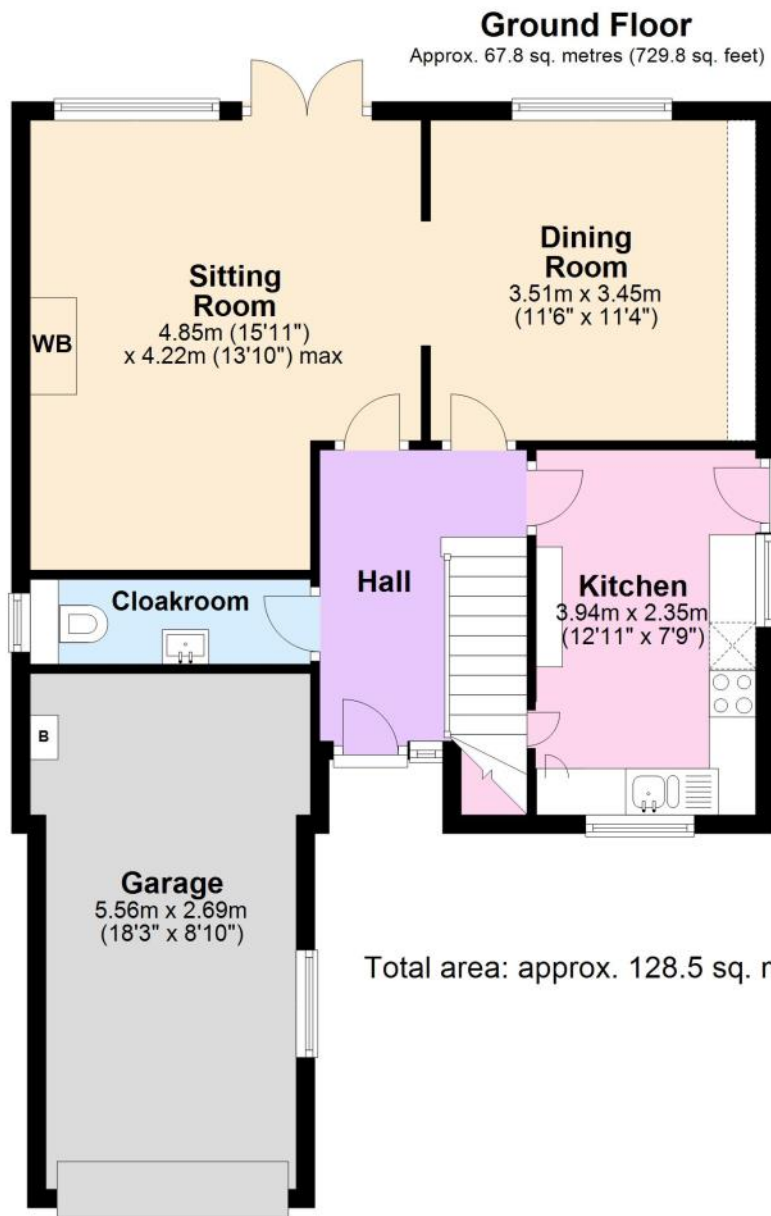 Ground Floor
Approx. 67.8 sq. metres (729.8 sq. feet)
Sitting
Room
4.85m (15'11")
x 4.22m (13'10") max
WB
Dining
Room
3.51m x 3.45m
(11'6" x 11'4")
Cloakroom
Hall
Kitchen
3.94m x 2.35m
(12'11" x 7'9")
B
Garage
5.56m x 2.69m
(18'3" x 8'10")
Total area: approx. 128.5 sq.